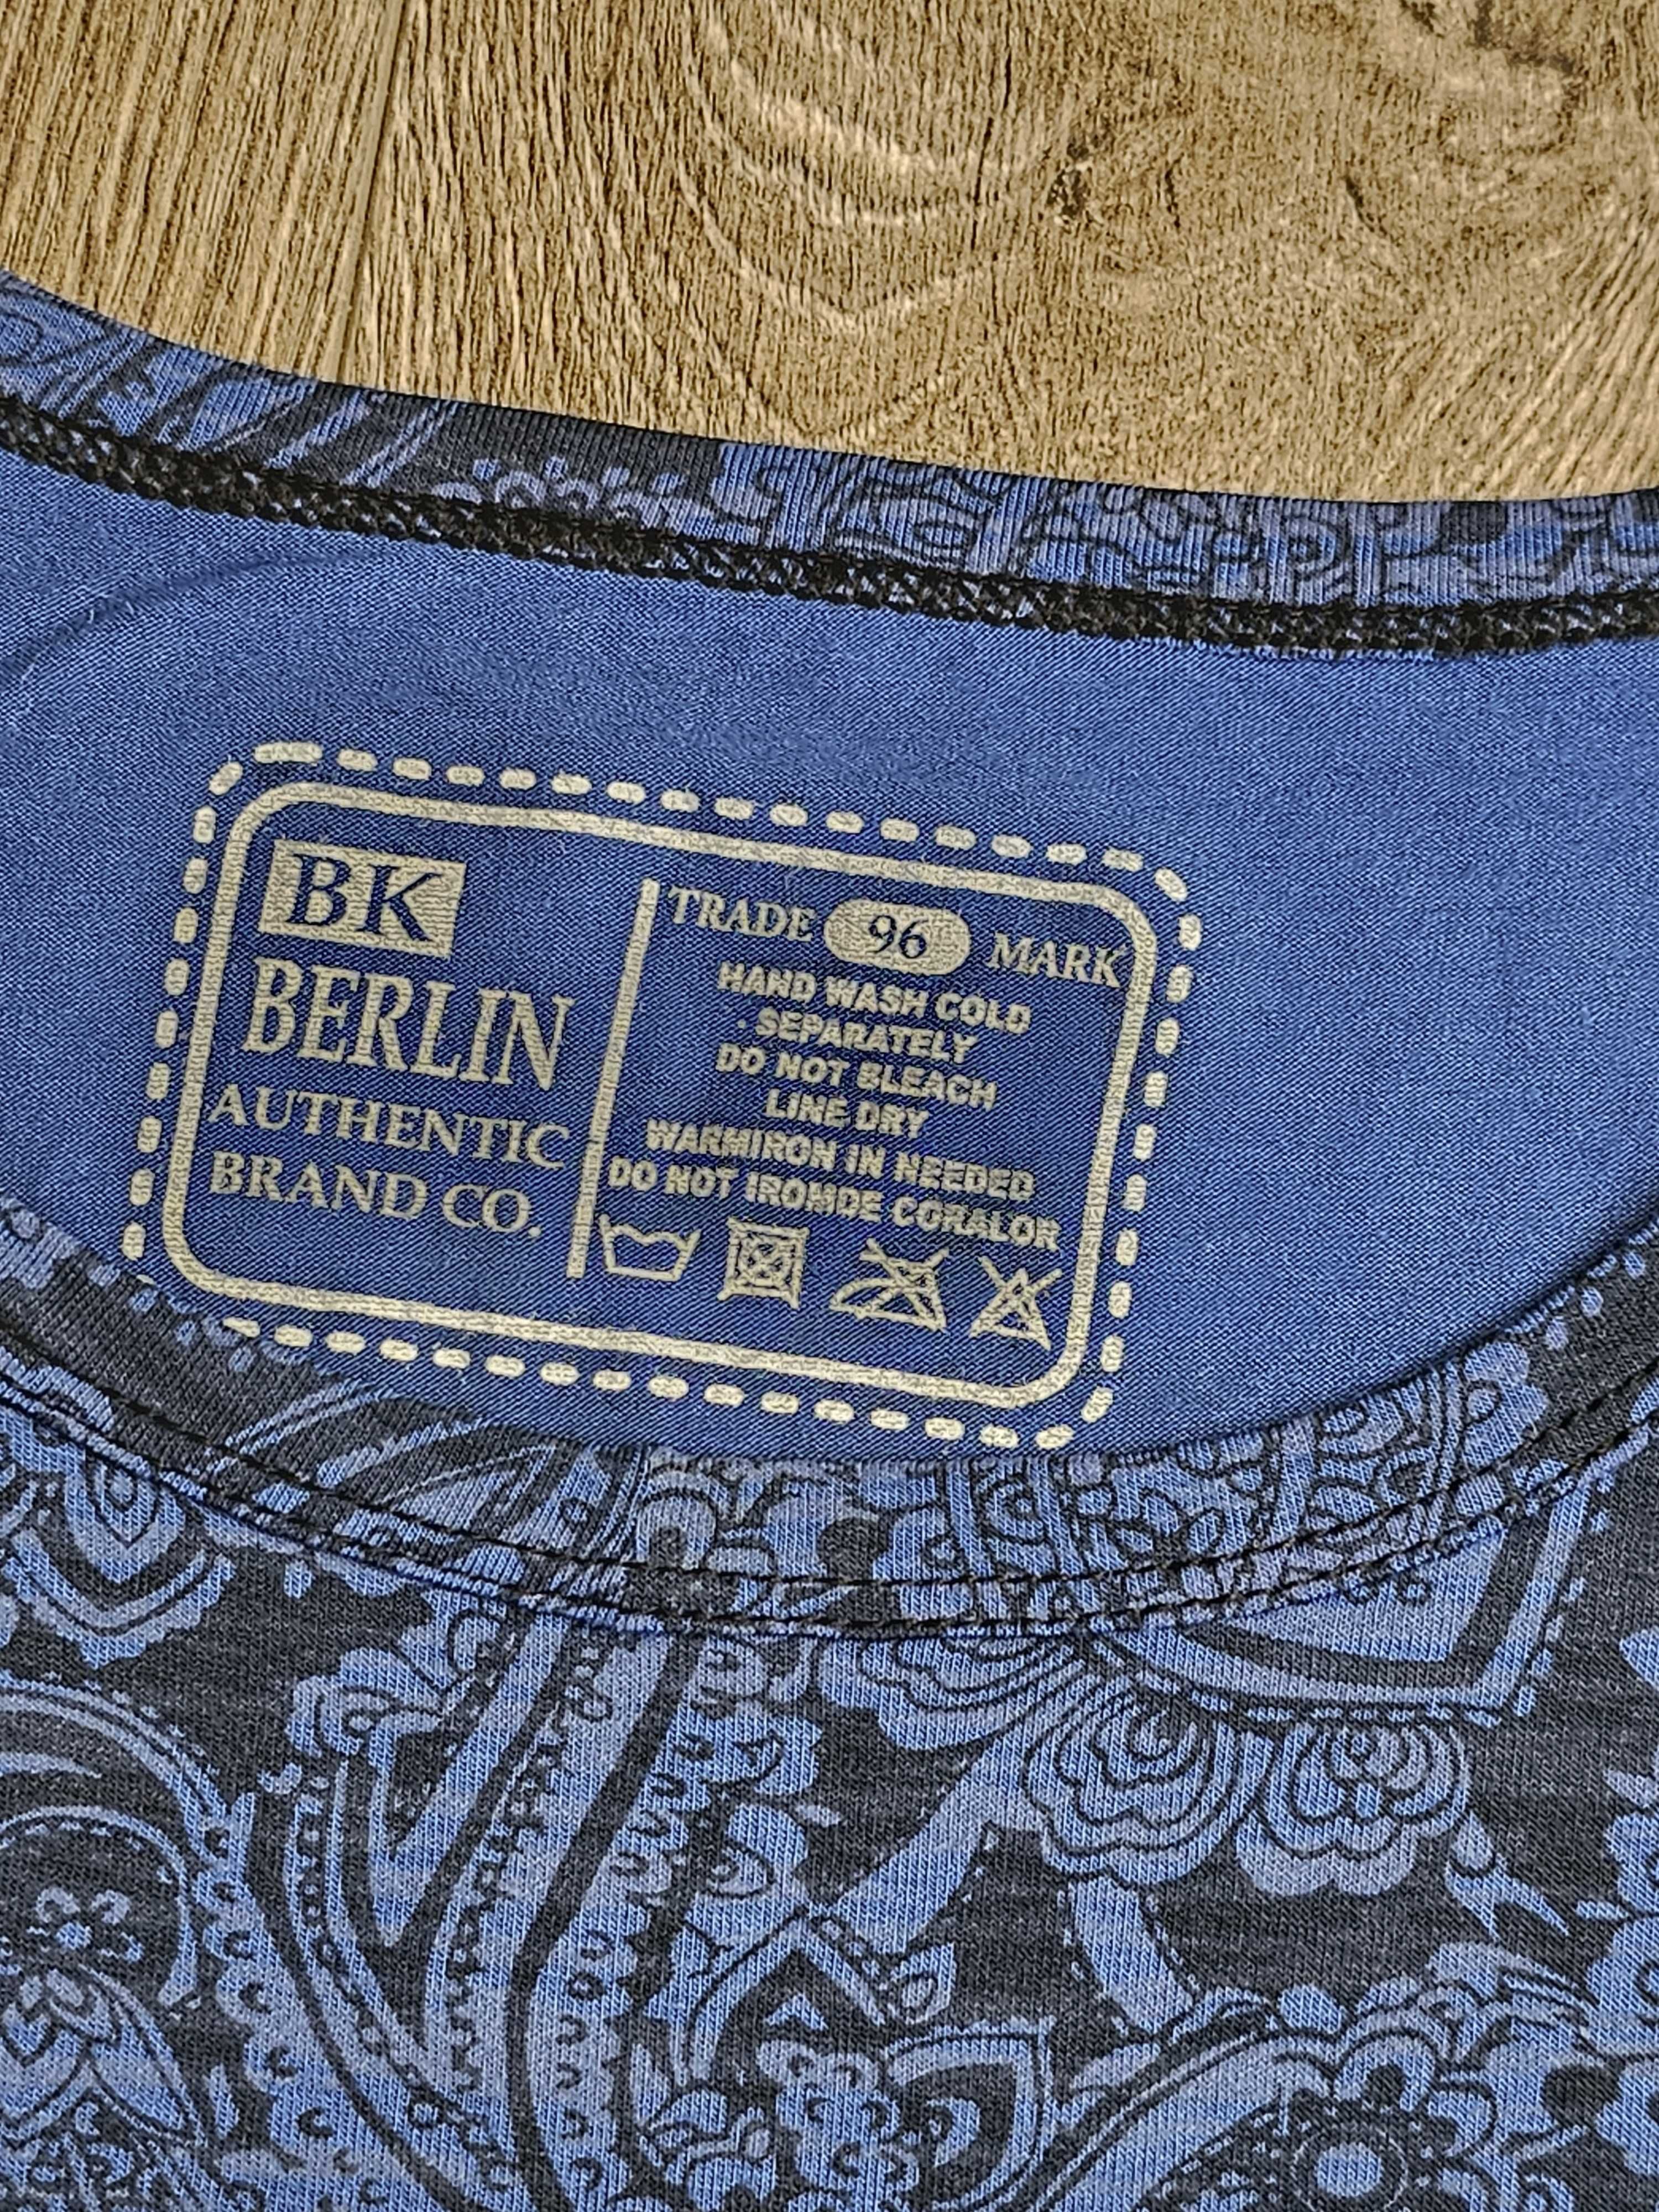 BK
BERLIN
AUTHENTIC
BRAND CO.
TRADE 96 MARK
HAND WASH COLD
SEPARATELY
DO NOT BLEACH
LINE DRY
WARMIRON IN NEEDED
DO NOT IROMDE CORALOR